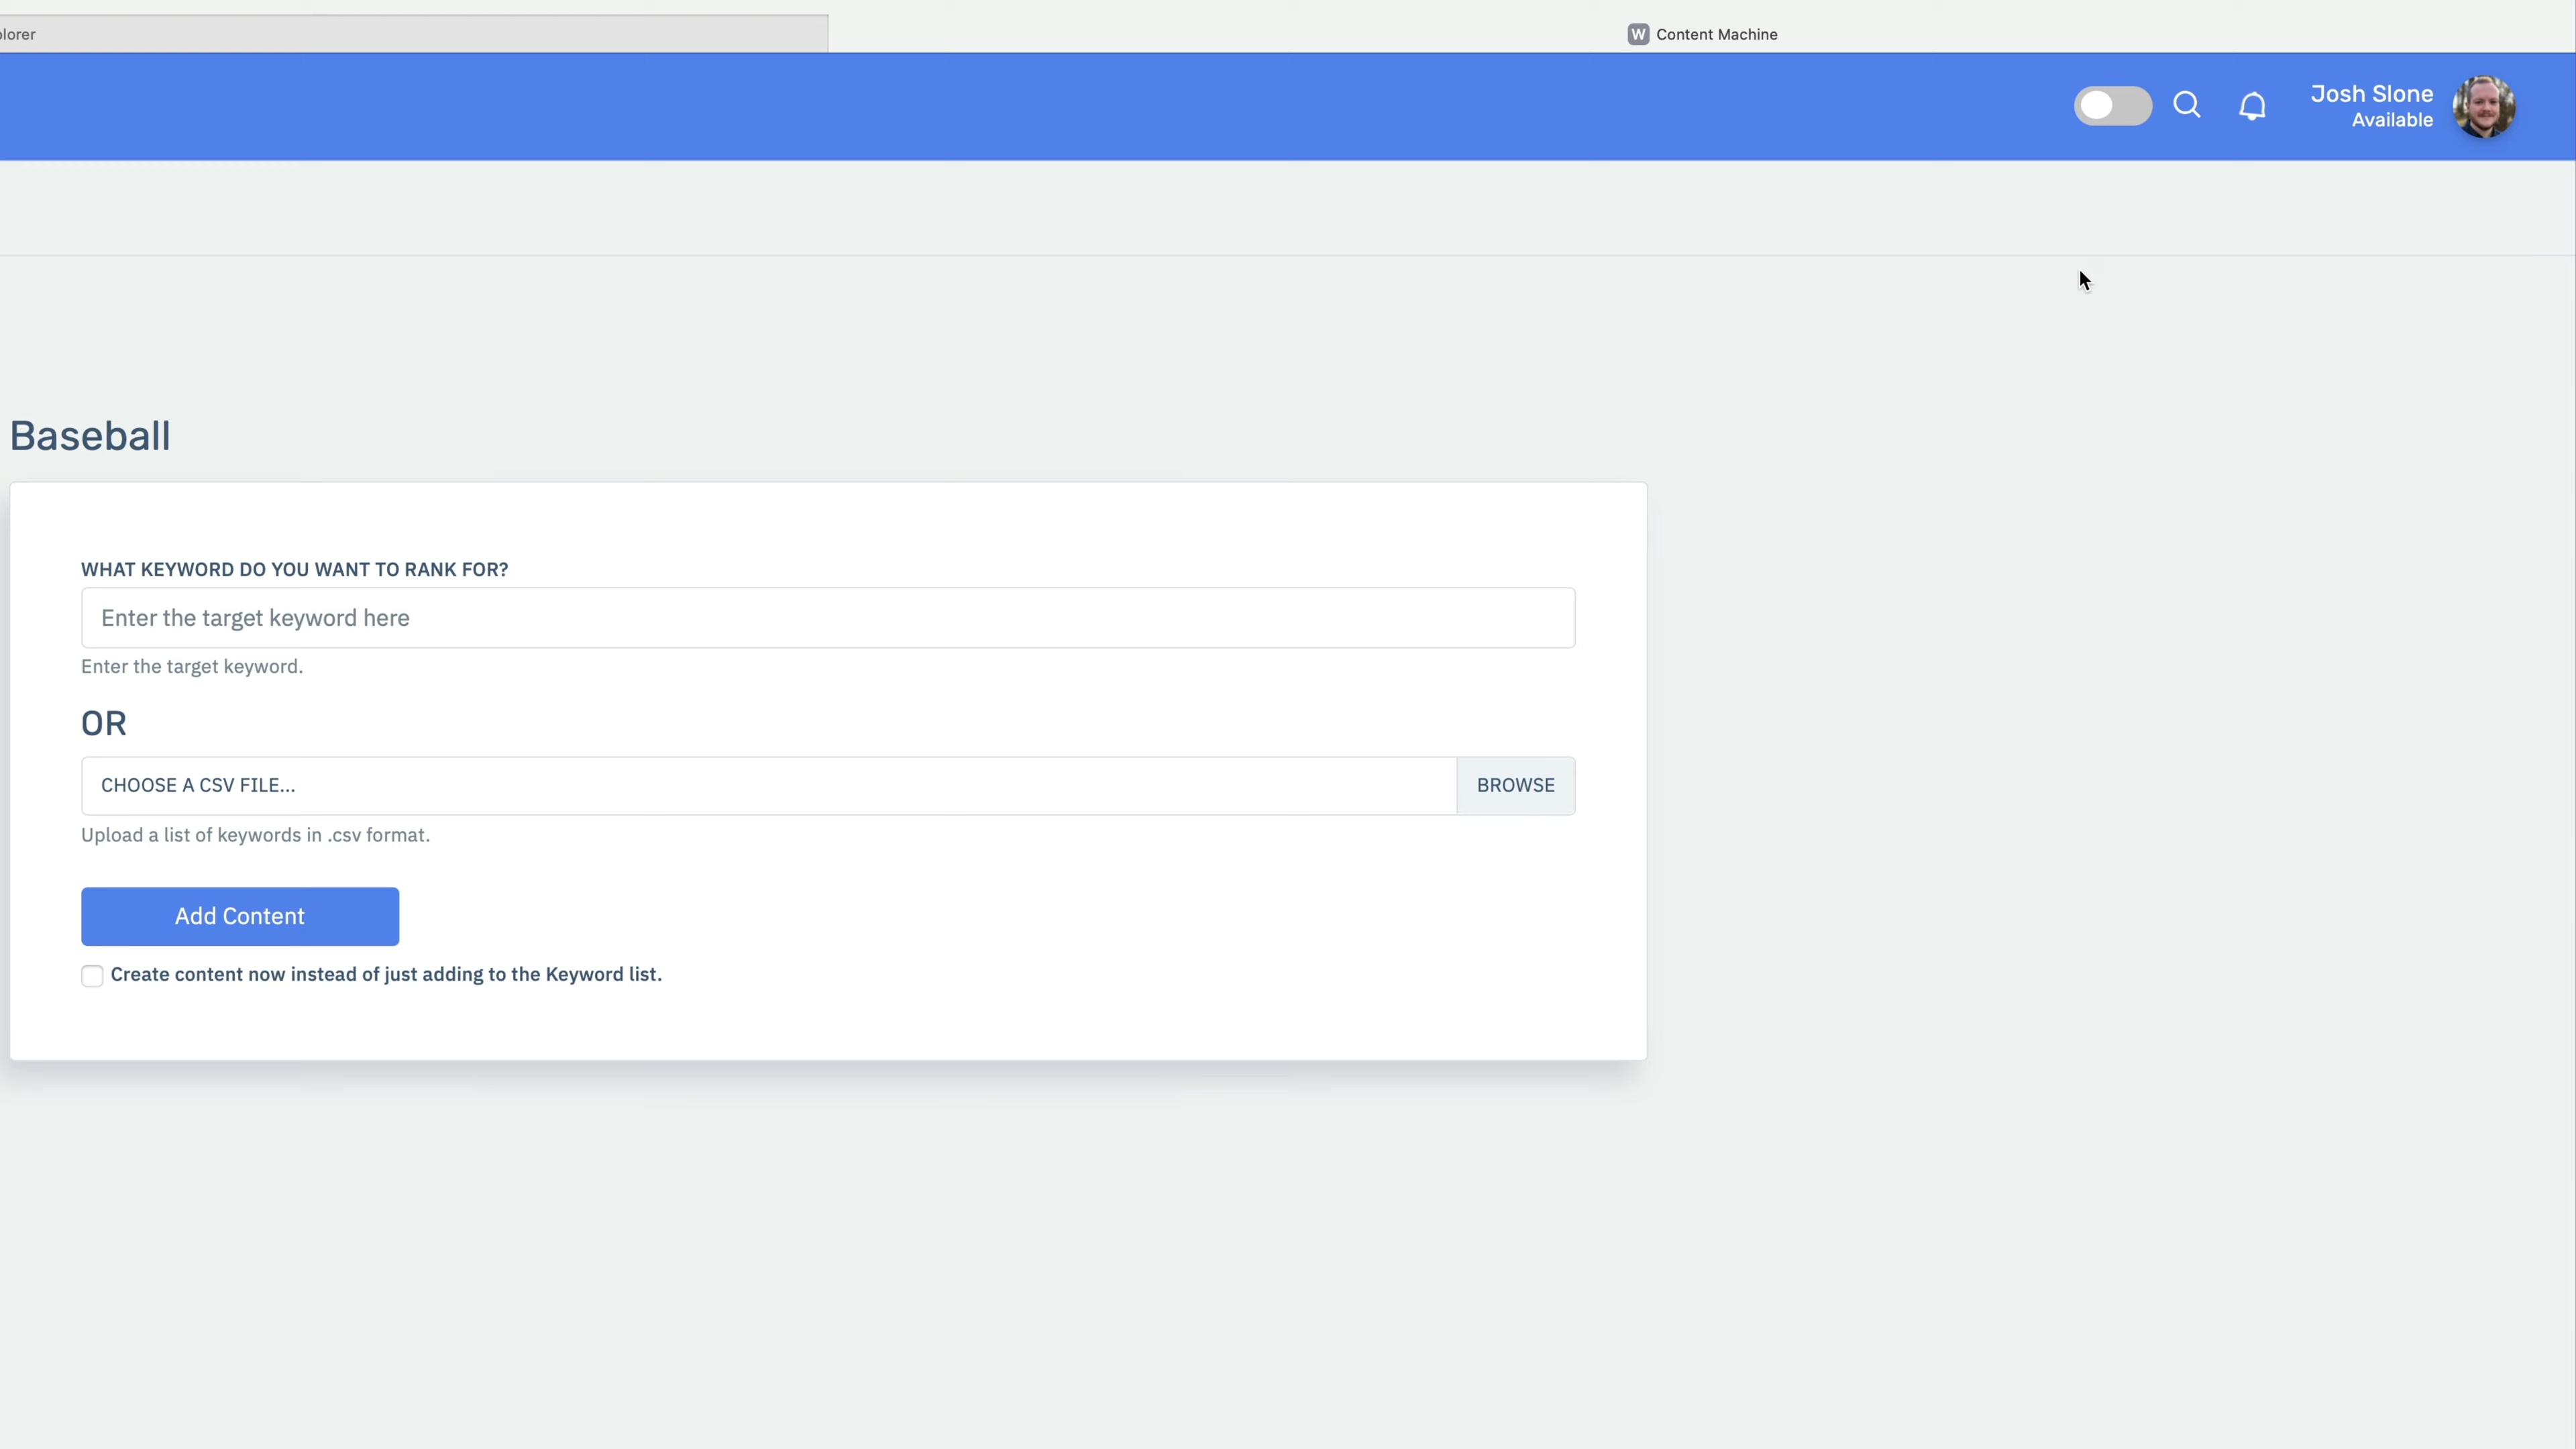 plorer
W Content Machine
Josh Slone
Available
Baseball
WHAT KEYWORD DO YOU WANT TO RANK FOR?
Enter the target keyword here
Enter the target keyword.
OR
CHOOSE A CSV FILE...
BROWSE
Upload a list of keywords in .csv format.
Add Content
Create content now instead of just adding to the Keyword list.